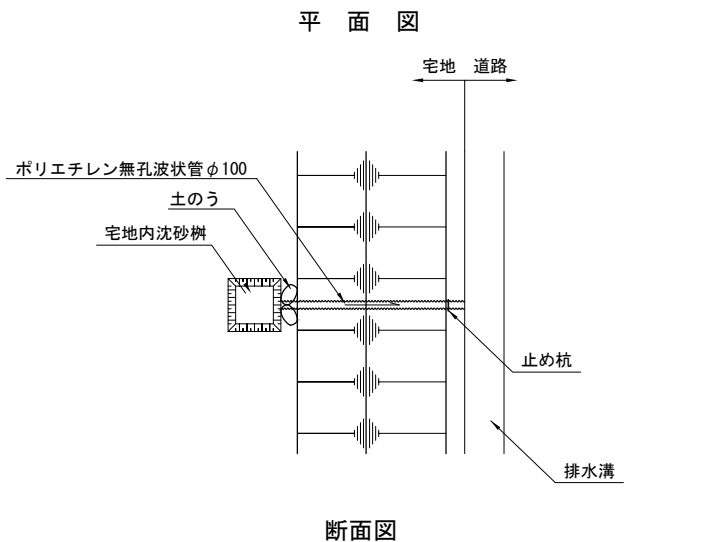 平 面 図
宅地 道路
ポリエチレン無孔波状管φ100
土のう
宅地内沈砂桝
止め杭
排水溝
断面図